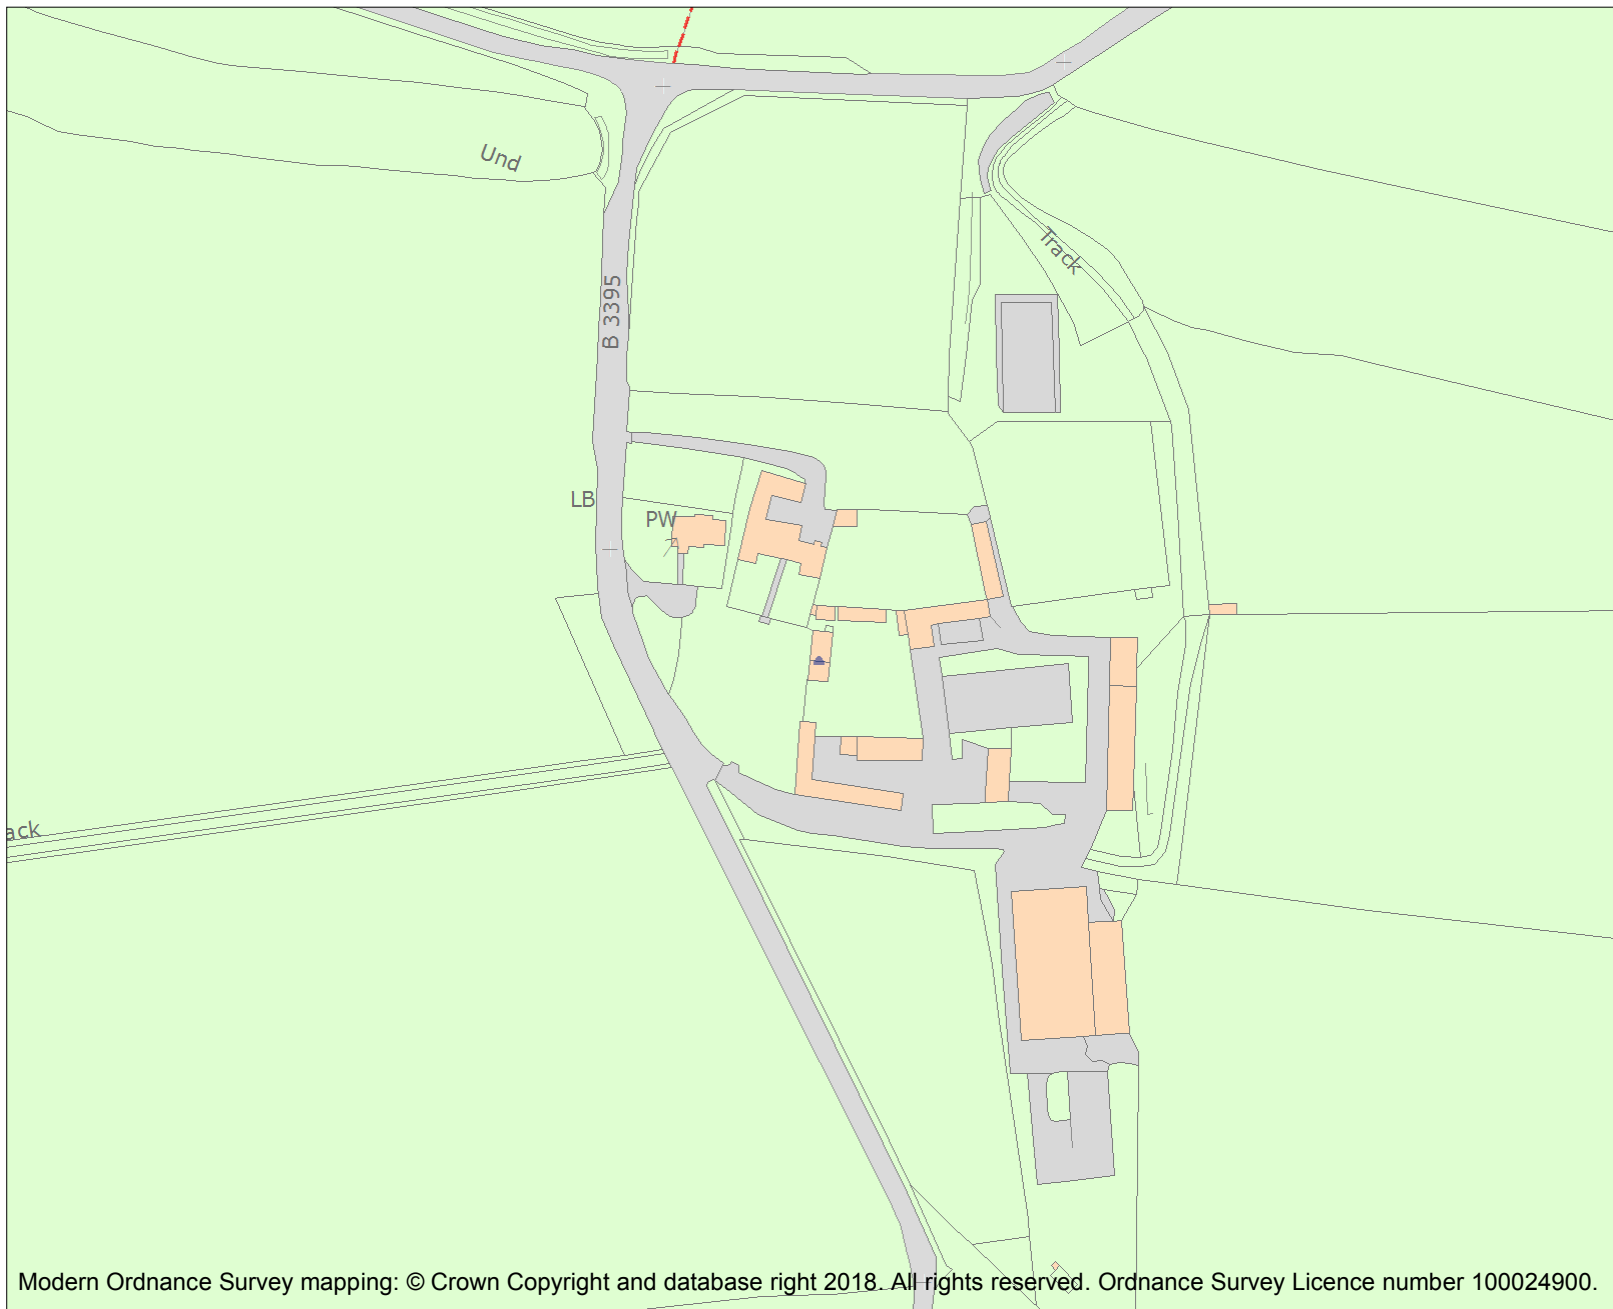 Und
Track
B 3395
LB
PW
ack
Modern Ordnance Survey mapping: © Crown Copyright and database right 2018. All rights reserved. Ordnance Survey Licence number 100024900.